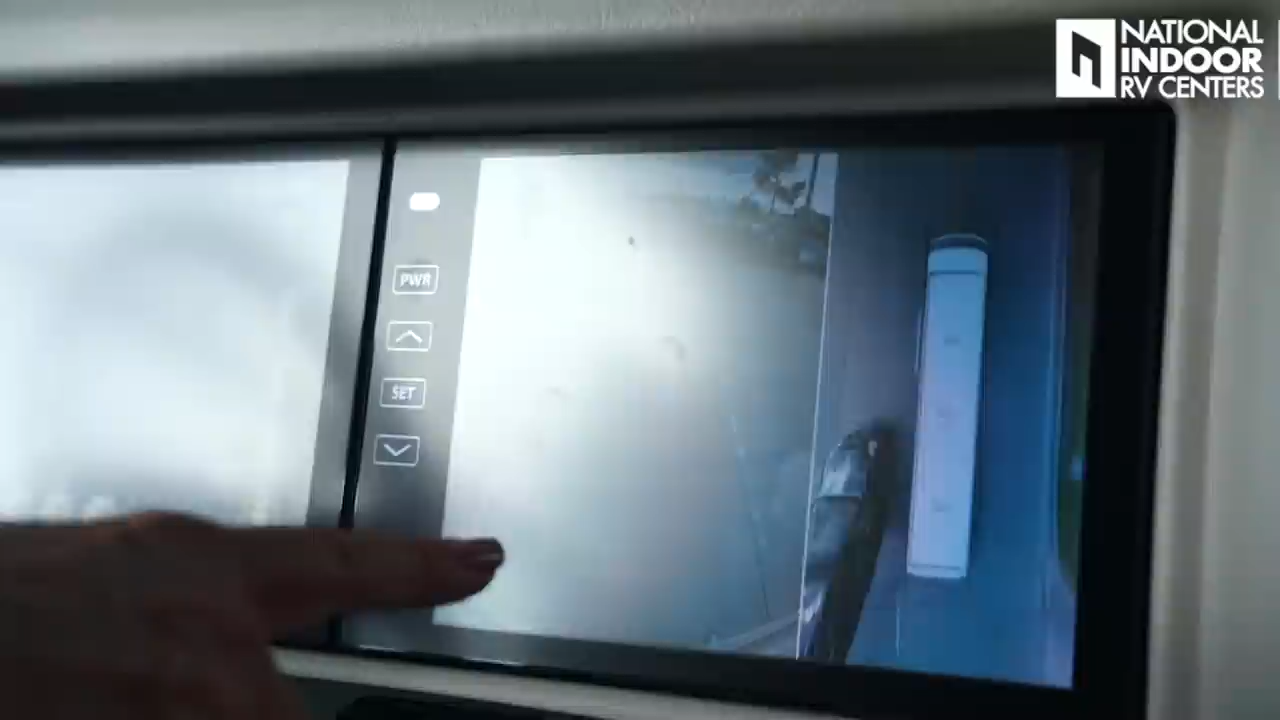 NATIONAL
INDOOR
RV CENTERS
PWR
SET